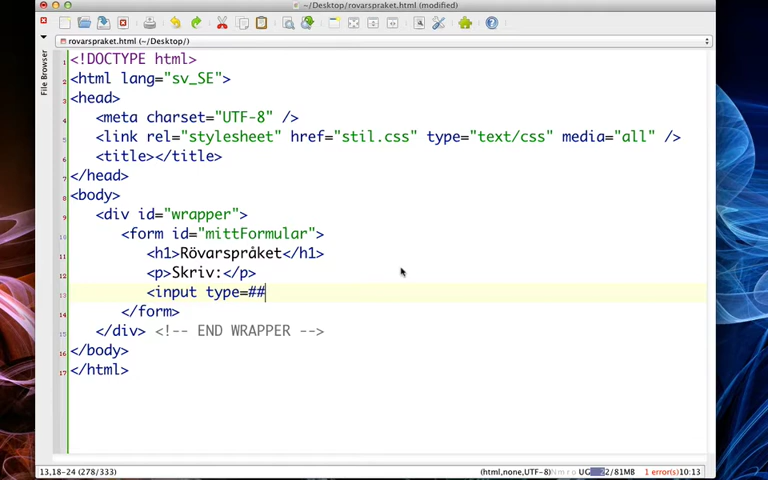 ~/Desktop/rovarspraket.html (modified)
rovarspraket.html (~/Desktop/)
File Browser
1 <!DOCTYPE html>
2 <html lang="sv_SE">
3 <head>
4 <meta charset="UTF-8" />
5 <link rel="stylesheet" href="stil.css" type="text/css" media="all" />
6 <title></title>
7 </head>
8 <body>
9 <div id="wrapper">
10 <form id="mittFormular">
11 <h1>Rövarspråket</h1>
12 <p>Skriv:</p>
13 <input type=##
14 </form>
15 </div> <!-- END WRAPPER -->
16 </body>
17 </html>
13,18-24 (278/333)
(html,none,UTF-8) N m r o UG 22/81MB 1 error(s) 10:13